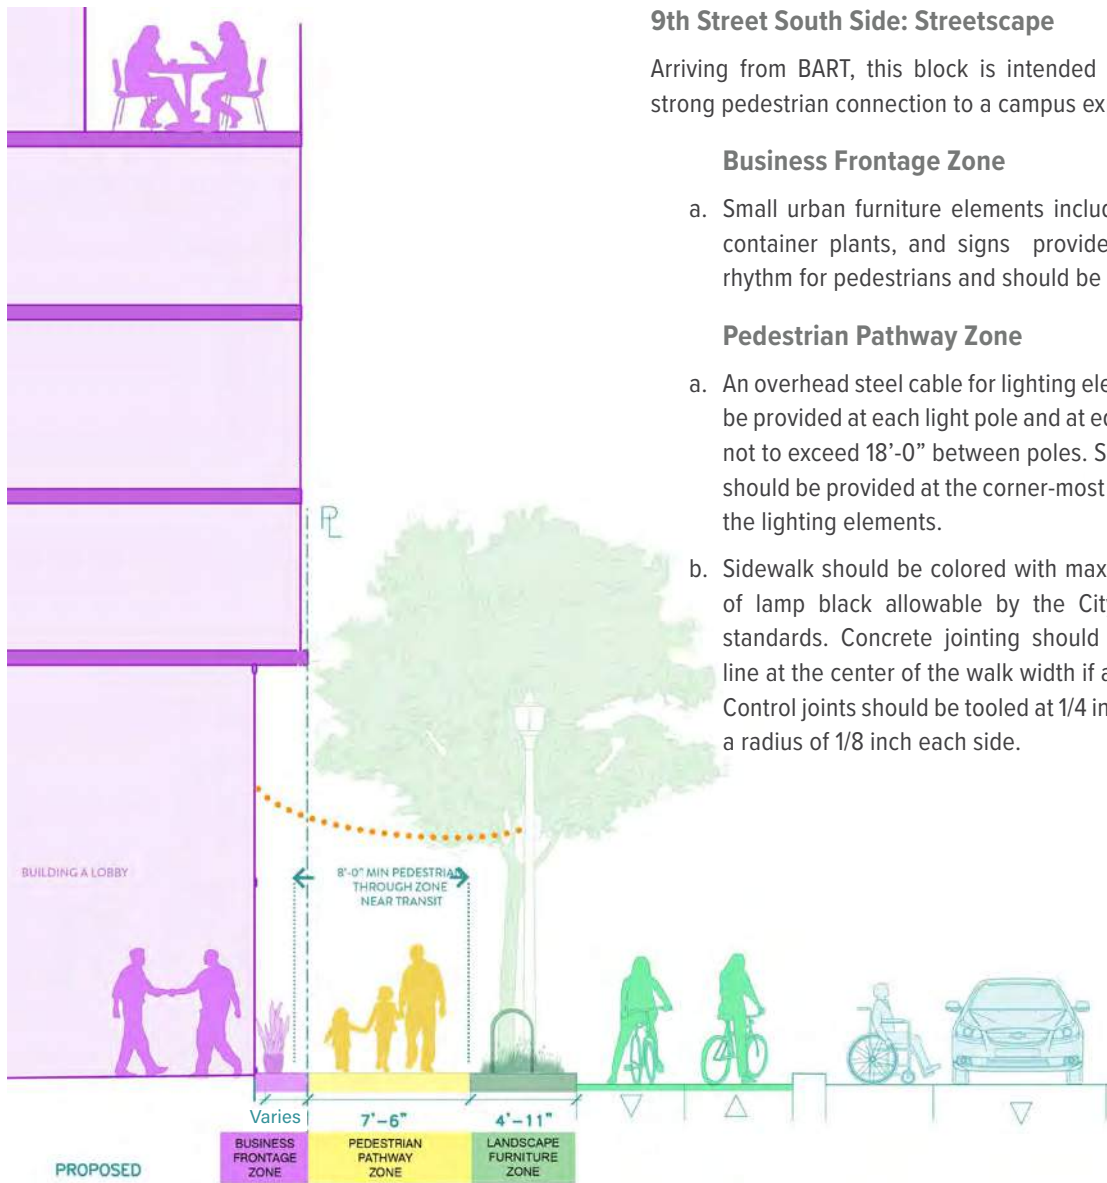 9th Street South Side: Streetscape
Arriving from BART, this block is intended
strong pedestrian connection to a campus ex
Business Frontage Zone
a. Small urban furniture elements includ
container plants, and signs provide
rhythm for pedestrians and should be
Pedestrian Pathway Zone
a. An overhead steel cable for lighting ele
be provided at each light pole and at eq
not to exceed 18’-0” between poles. S
should be provided at the corner-most
the lighting elements.
b. Sidewalk should be colored with max
of lamp black allowable by the City
standards. Concrete jointing should
line at the center of the walk width if a
Control joints should be tooled at 1/4 in
a radius of 1/8 inch each side.
PL
BUILDING A LOBBY
8'-0" MIN PEDESTRIAN
THROUGH ZONE
NEAR TRANSIT
Varies
7'-6"
4'-11"
BUSINESS
FRONTAGE
ZONE
PEDESTRIAN
PATHWAY
ZONE
LANDSCAPE
FURNITURE
ZONE
PROPOSED